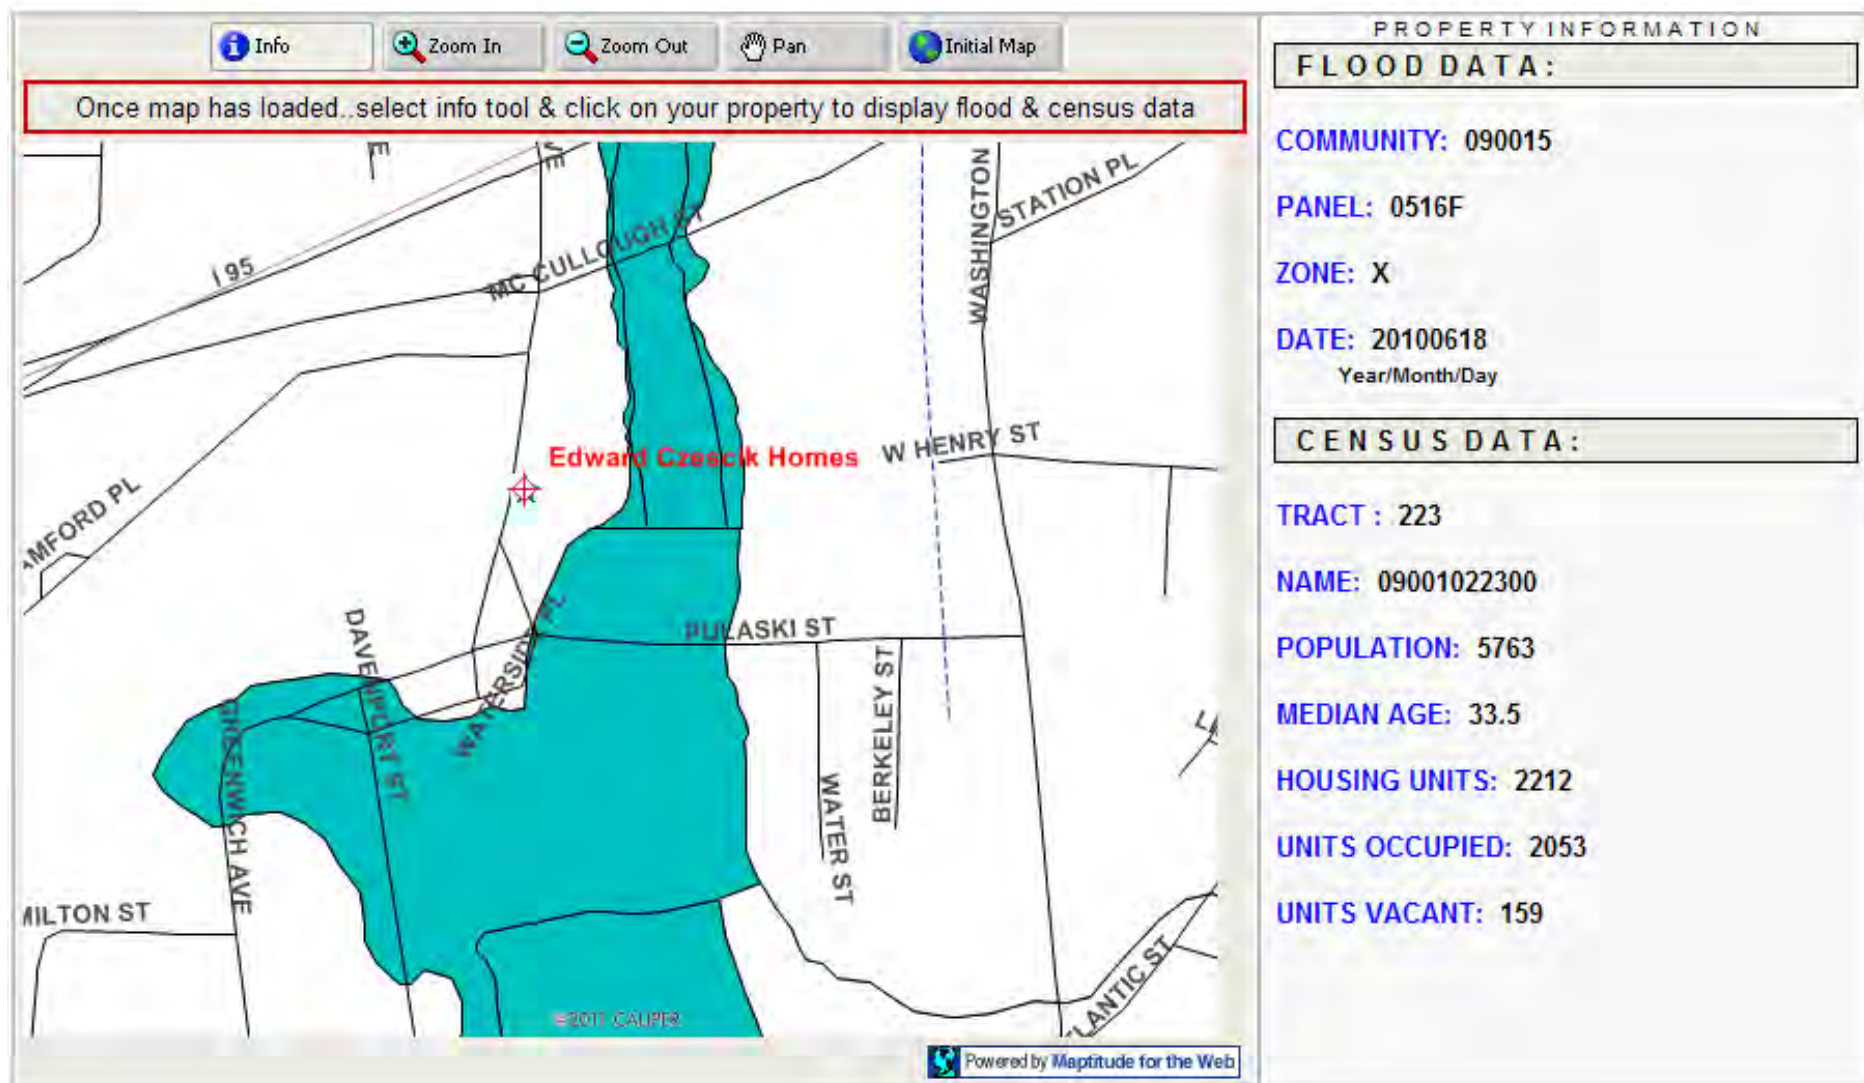 Info
Zoom In
Zoom Out
Pan
Initial Map
Once map has loaded..select info tool & click on your property to display flood & census data
I 95
MC CULLOUGH ST
WASHINGTON
STATION PL
Edward Czescik Homes
W HENRY ST
AMFORD PL
DAVENPORT ST
WATERSIDE PL
PULASKI ST
GREENWICH AVE
WATER ST
BERKELEY ST
MILTON ST
LANTIC ST
©2011 CALIPER
Powered by Maptitude for the Web
PROPERTY INFORMATION
FLOOD DATA:
COMMUNITY: 090015
PANEL: 0516F
ZONE: X
DATE: 20100618
Year/Month/Day
CENSUS DATA:
TRACT : 223
NAME: 09001022300
POPULATION: 5763
MEDIAN AGE: 33.5
HOUSING UNITS: 2212
UNITS OCCUPIED: 2053
UNITS VACANT: 159